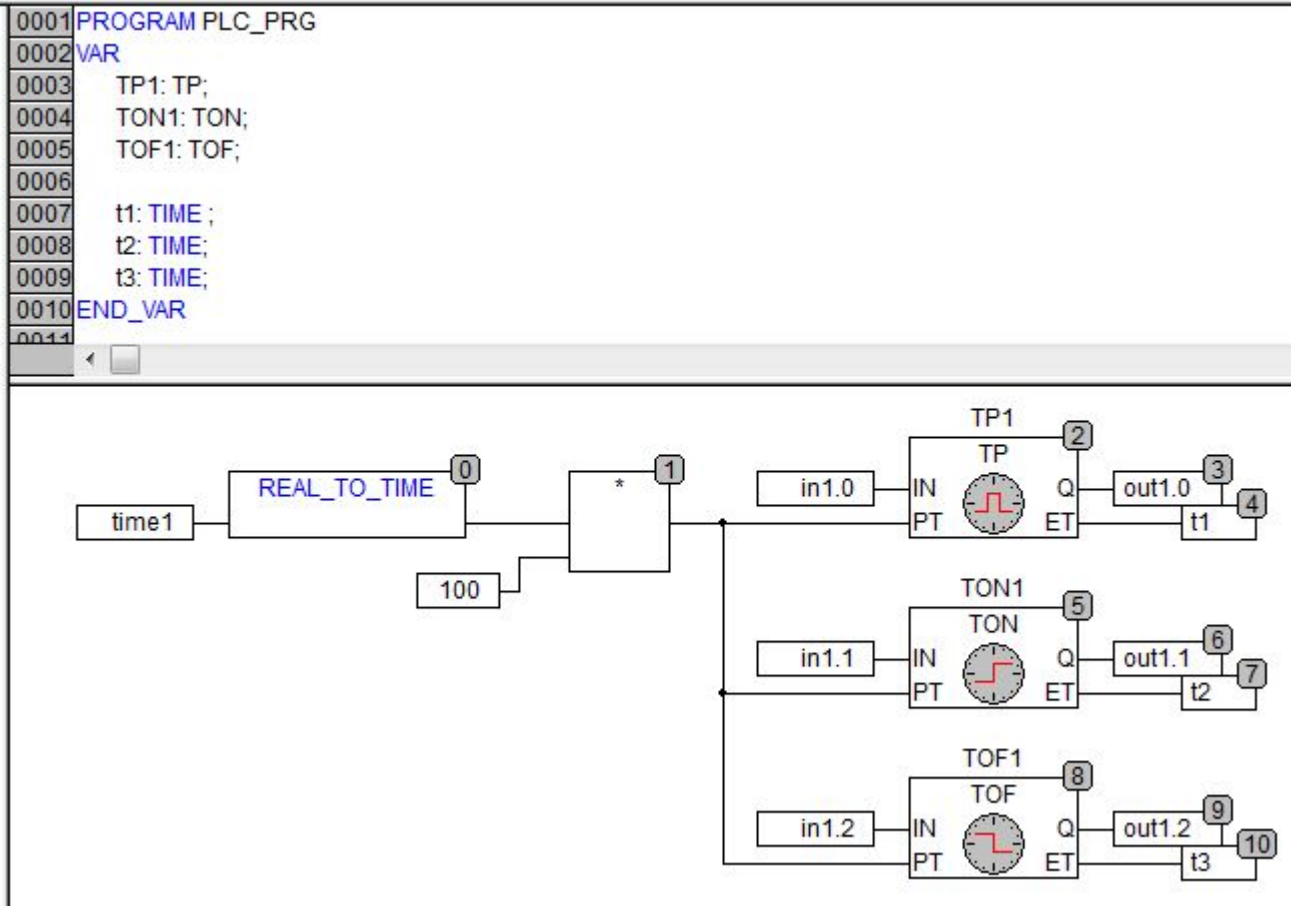 0001 PROGRAM PLC_PRG
0002 VAR
0003 TP1: TP;
0004 TON1: TON;
0005 TOF1: TOF;
0006
0007 t1: TIME ;
0008 t2: TIME;
0009 t3: TIME;
0010 END_VAR
0011
TP1
2
TP
0
1
3
REAL_TO_TIME
*
in1.0
IN
Q
out1.0
4
time1
PT
ET
t1
100
TON1
5
TON
6
in1.1
IN
Q
out1.1
7
PT
ET
t2
TOF1
8
TOF
9
in1.2
IN
Q
out1.2
10
PT
ET
t3